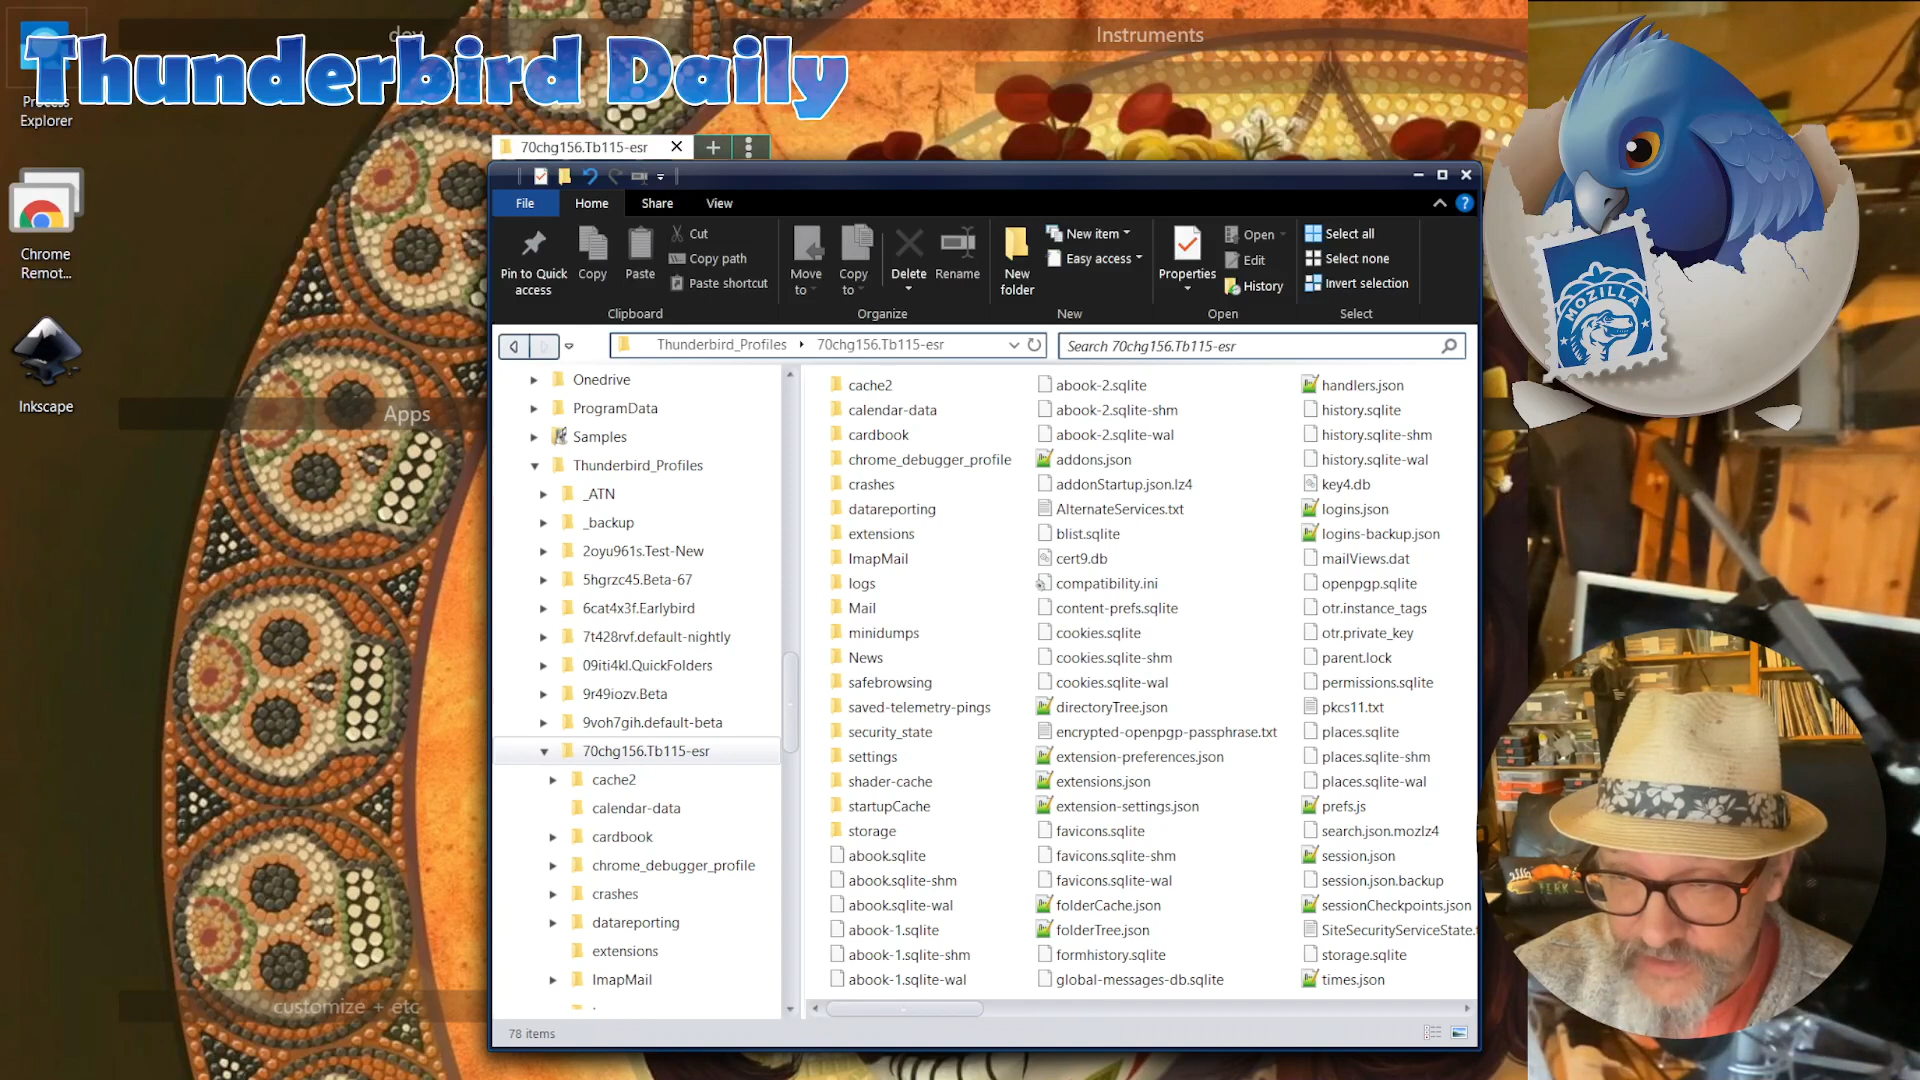 Thunderbird Daily
dev
Instruments
Process
Explorer
Chrome
Remot...
Inkscape
Apps
customize + etc
70chg156.Tb115-esr
File
Home
Share
View
Pin to Quick
access
Copy
Paste
Cut
Copy path
Paste shortcut
Clipboard
Move
to
Copy
to
Delete
Rename
Organize
New
folder
New item
Easy access
New
Properties
Open
Edit
History
Open
Select all
Select none
Invert selection
Select
Thunderbird_Profiles
70chg156.Tb115-esr
Search 70chg156.Tb115-esr
Onedrive
ProgramData
Samples
Thunderbird_Profiles
_ATN
_backup
2oyu961s.Test-New
5hgrzc45.Beta-67
6cat4x3f.Earlybird
7t428rvf.default-nightly
09iti4kl.QuickFolders
9r49iozv.Beta
9voh7gih.default-beta
70chg156.Tb115-esr
cache2
calendar-data
cardbook
chrome_debugger_profile
crashes
datareporting
extensions
ImapMail
cache2
calendar-data
cardbook
chrome_debugger_profile
crashes
datareporting
extensions
ImapMail
logs
Mail
minidumps
News
safebrowsing
saved-telemetry-pings
security_state
settings
shader-cache
startupCache
storage
abook.sqlite
abook.sqlite-shm
abook.sqlite-wal
abook-1.sqlite
abook-1.sqlite-shm
abook-1.sqlite-wal
abook-2.sqlite
abook-2.sqlite-shm
abook-2.sqlite-wal
addons.json
addonStartup.json.lz4
AlternateServices.txt
blist.sqlite
cert9.db
compatibility.ini
content-prefs.sqlite
cookies.sqlite
cookies.sqlite-shm
cookies.sqlite-wal
directoryTree.json
encrypted-openpgp-passphrase.txt
extension-preferences.json
extensions.json
extension-settings.json
favicons.sqlite
favicons.sqlite-shm
favicons.sqlite-wal
folderCache.json
folderTree.json
formhistory.sqlite
global-messages-db.sqlite
handlers.json
history.sqlite
history.sqlite-shm
history.sqlite-wal
key4.db
logins.json
logins-backup.json
mailViews.dat
openpgp.sqlite
otr.instance_tags
otr.private_key
parent.lock
permissions.sqlite
pkcs11.txt
places.sqlite
places.sqlite-shm
places.sqlite-wal
prefs.js
search.json.mozlz4
session.json
session.json.backup
sessionCheckpoints.json
SiteSecurityServiceState.
storage.sqlite
times.json
78 items
MOZILLA